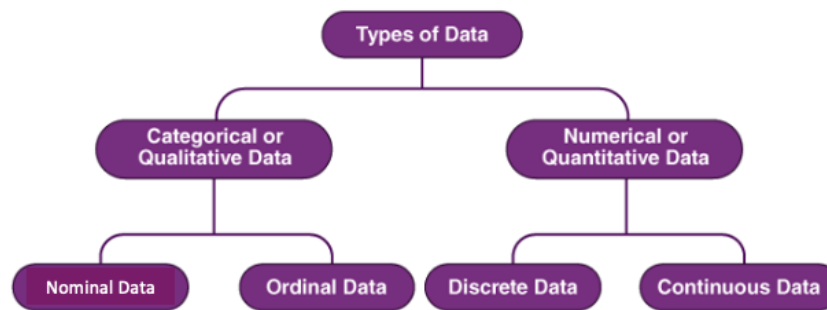 Types of Data
Categorical or
Qualitative Data
Numerical or
Quantitative Data
Nominal Data
Ordinal Data
Discrete Data
Continuous Data